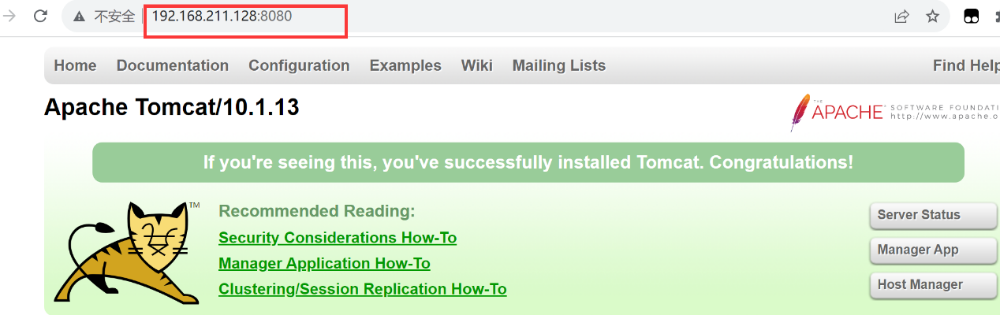 不安全 192.168.211.128:8080
Home Documentation Configuration Examples Wiki Mailing Lists Find Help
Apache Tomcat/10.1.13
THE
APACHE SOFTWARE FOUNDATI
http://www.apache.o
If you're seeing this, you've successfully installed Tomcat. Congratulations!
TM
Recommended Reading:
Security Considerations How-To
Manager Application How-To
Clustering/Session Replication How-To
Server Status
Manager App
Host Manager